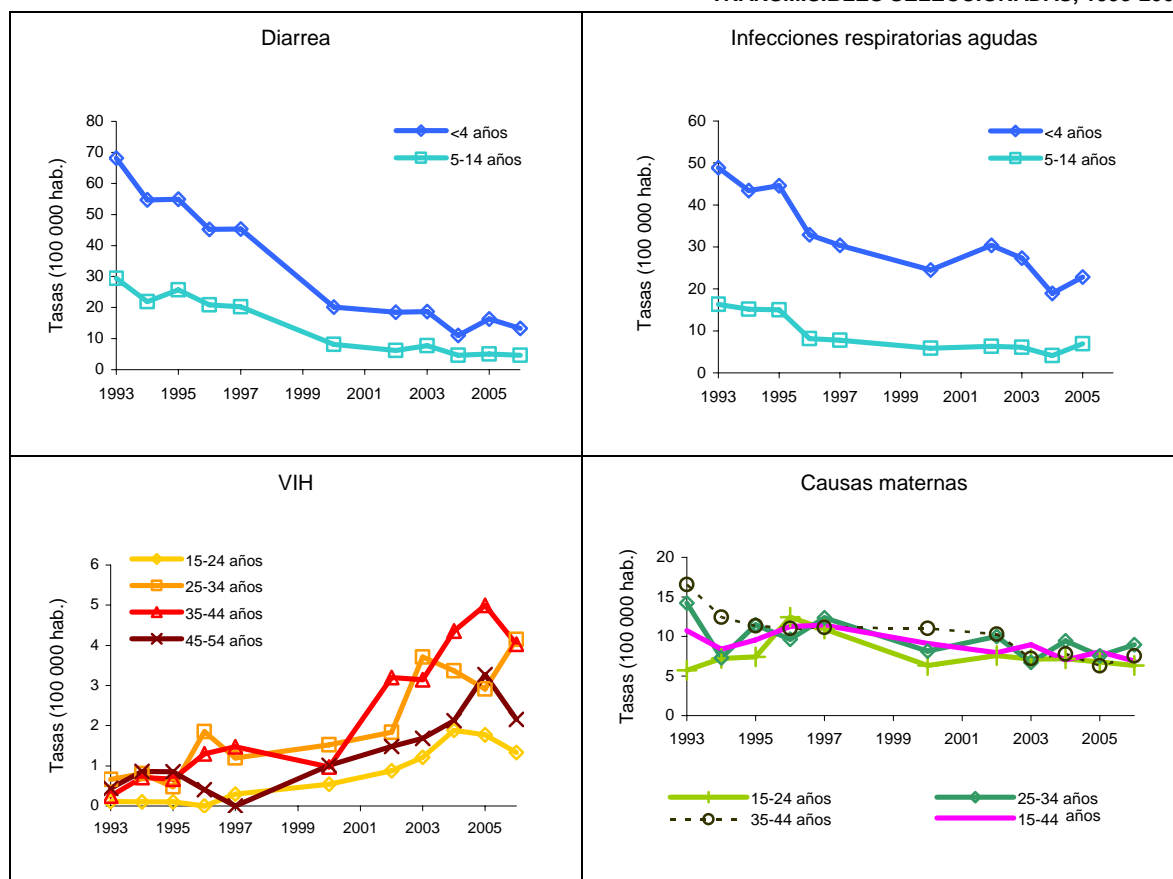 Diarrea
Tasas (100 000 hab.)
80
70
60
50
40
30
20
10
0
1993 1995 1997 1999 2001 2003 2005
<4 años
5-14 años
Infecciones respiratorias agudas
Tasas (100 000 hab.)
60
50
40
30
20
10
0
1993 1995 1997 1999 2001 2003 2005
<4 años
5-14 años
VIH
Tasas (100 000 hab.)
6
5
4
3
2
1
0
1993 1995 1997 1999 2001 2003 2005
15-24 años
25-34 años
35-44 años
45-54 años
Causas maternas
Tasas (100 000 hab.)
20
15
10
5
0
1993 1995 1997 1999 2001 2003 2005
15-24 años
25-34 años
35-44 años
15-44 años